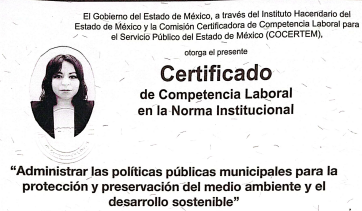 El Gobierno del Estado de México, a través del Instituto Hacendario del
Estado de México y la Comisión Certificadora de Competencia Laboral para
el Servicio Público del Estado de México (COCERTEM),
otorga el presente
Certificado
de Competencia Laboral
en la Norma Institucional
“Administrar las políticas públicas municipales para la
protección y preservación del medio ambiente y el
desarrollo sostenible”